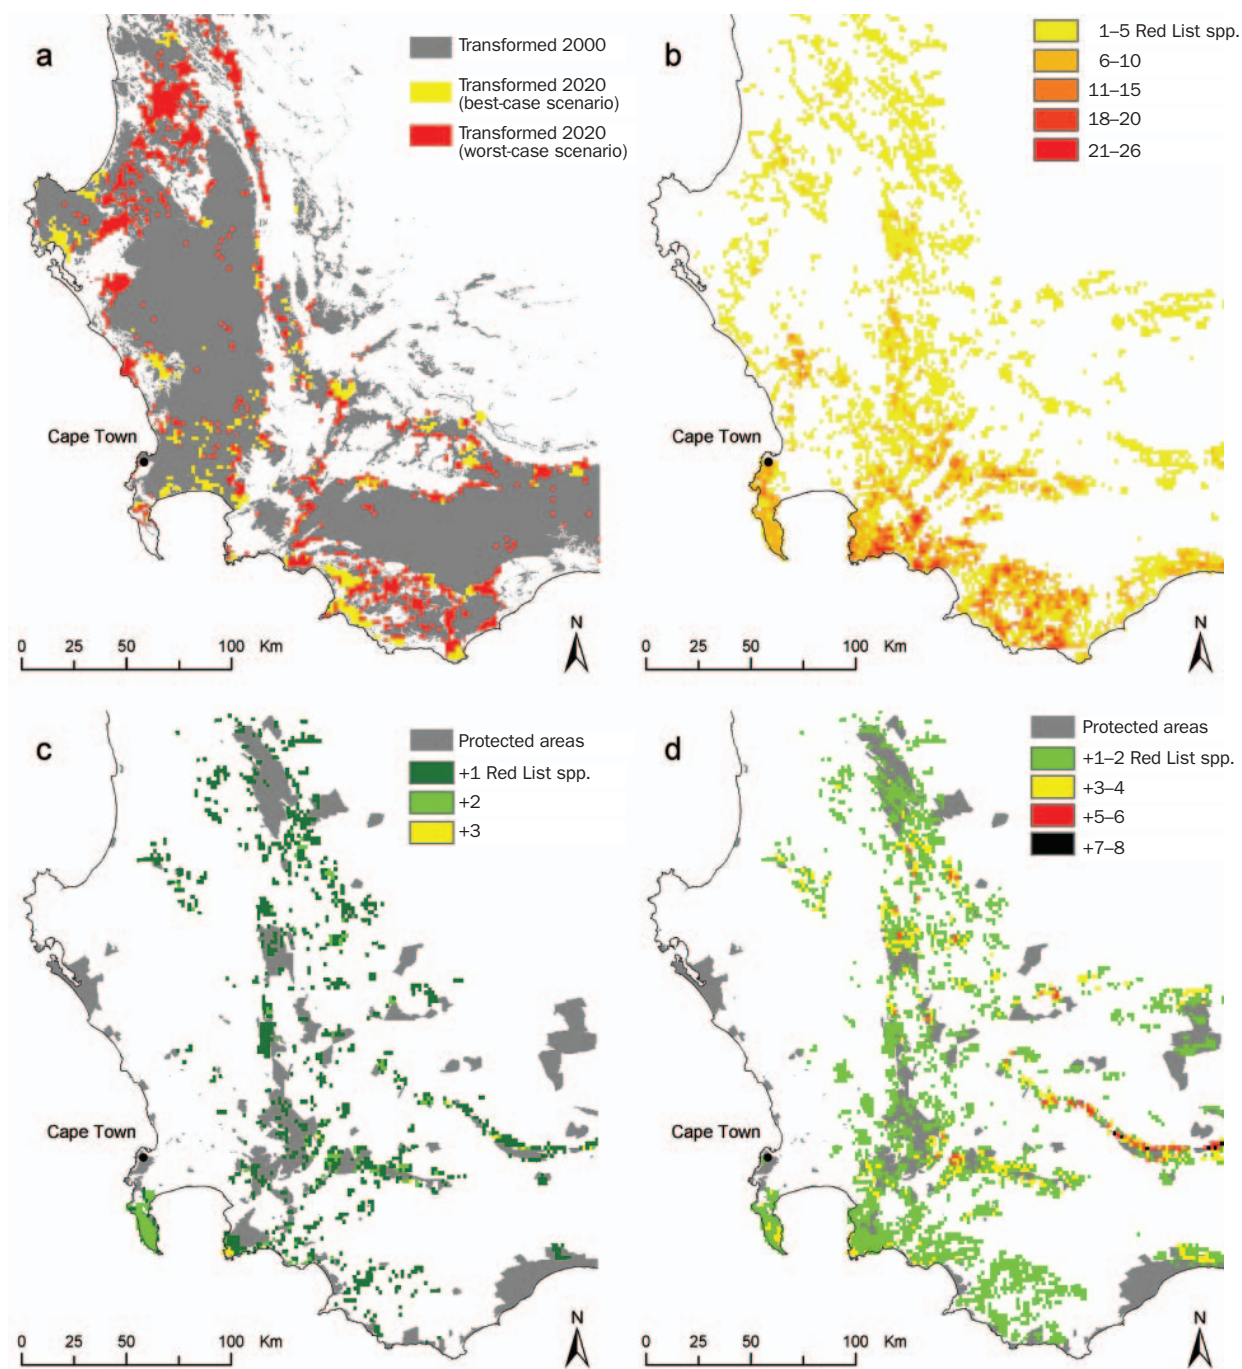 a
Transformed 2000
Transformed 2020
(best-case scenario)
Transformed 2020
(worst-case scenario)
Cape Town
N
0 25 50 100 Km
b
1–5 Red List spp.
6–10
11–15
18–20
21–26
Cape Town
N
0 25 50 100 Km
c
Protected areas
+1 Red List spp.
+2
+3
Cape Town
N
0 25 50 100 Km
d
Protected areas
+1–2 Red List spp.
+3–4
+5–6
+7–8
Cape Town
N
0 25 50 100 Km